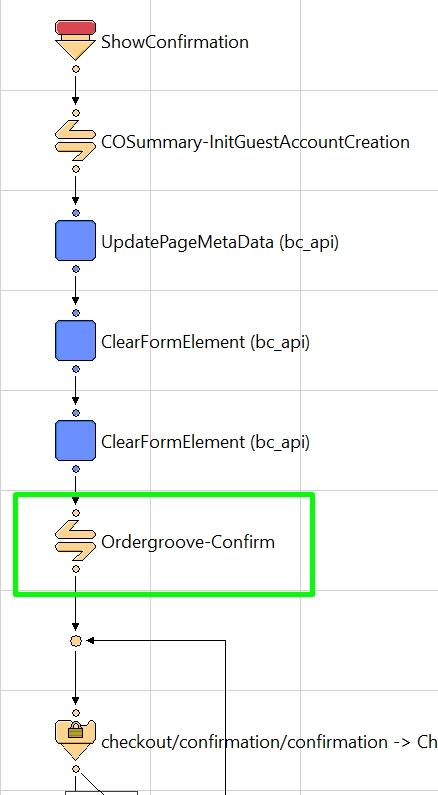 ShowConfirmation
COSummary-InitGuestAccountCreation
UpdatePageMetaData (bc_api)
ClearFormElement (bc_api)
ClearFormElement (bc_api)
Ordergroove-Confirm
checkout/confirmation/confirmation -> Ch